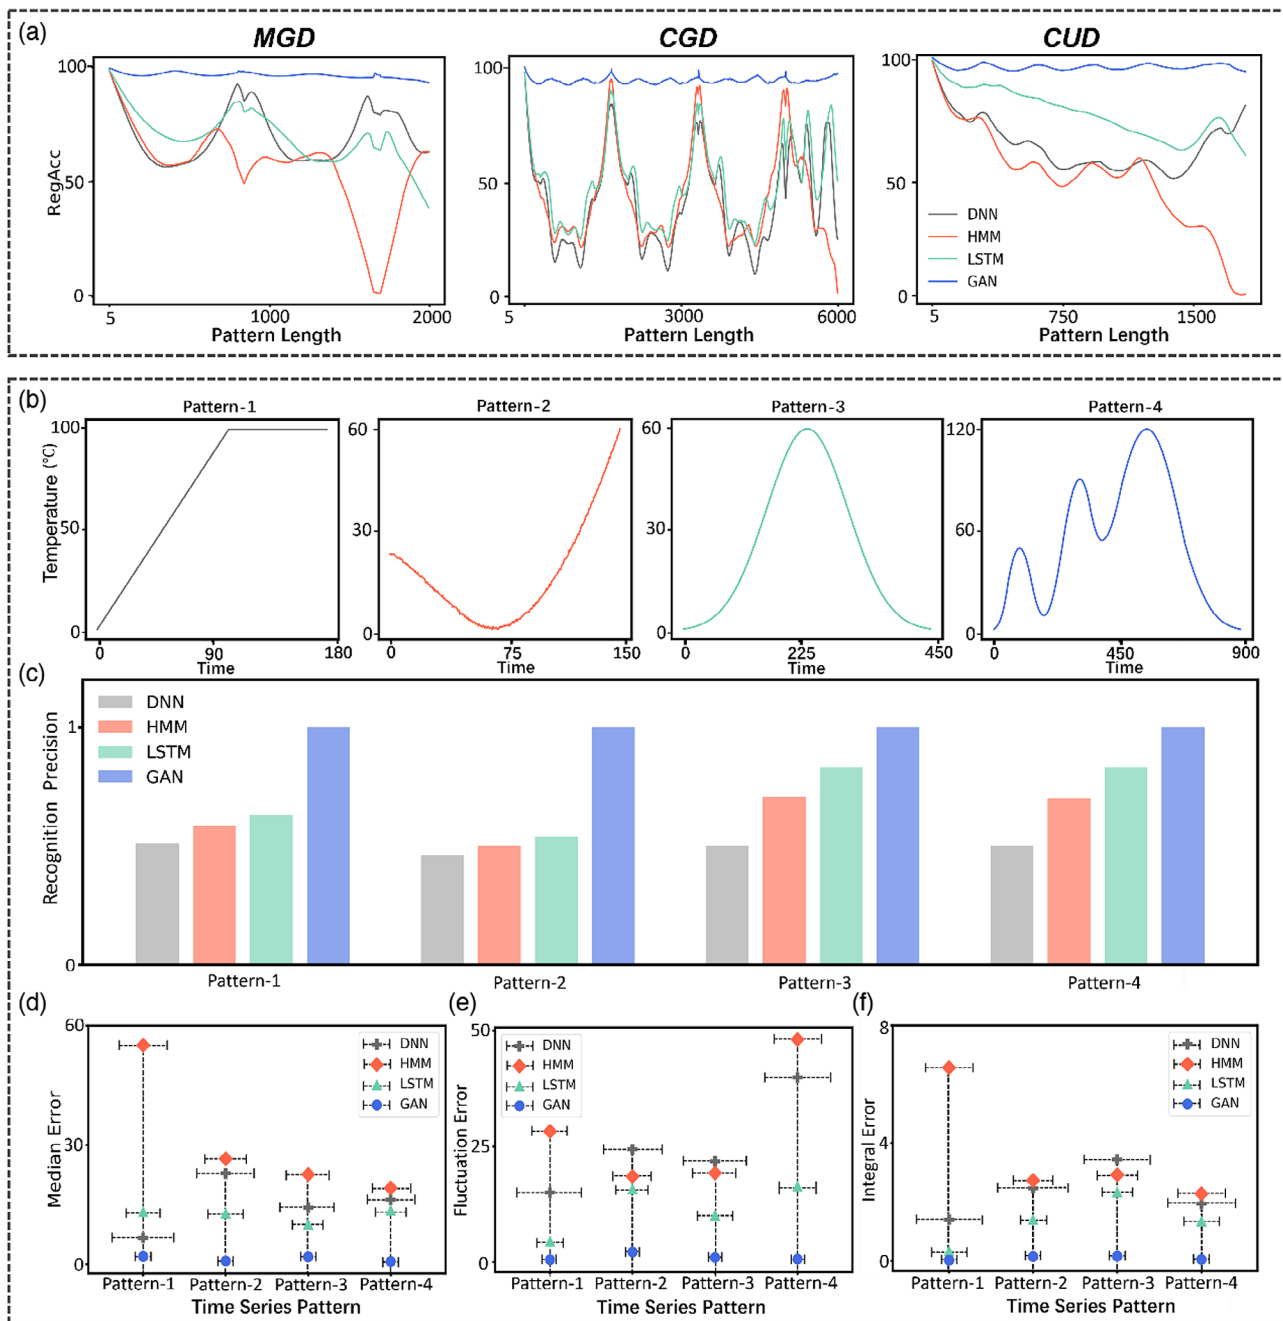 (a)
MGD
CGD
CUD
RegAcc
100
50
0
5
1000
2000
Pattern Length
100
50
0
5
3000
6000
Pattern Length
100
50
0
DNN
HMM
LSTM
GAN
5
750
1500
Pattern Length
(b)
Pattern-1
Pattern-2
Pattern-3
Pattern-4
Temperature (°C)
100
50
0
0
90
180
Time
60
30
0
0
75
150
Time
60
30
0
0
225
450
Time
120
60
0
0
450
900
Time
(c)
Recognition Precision
1
0
DNN
HMM
LSTM
GAN
Pattern-1
Pattern-2
Pattern-3
Pattern-4
(d)
Median Error
60
30
0
DNN
HMM
LSTM
GAN
Pattern-1
Pattern-2
Pattern-3
Pattern-4
Time Series Pattern
(e)
Fluctuation Error
50
25
0
DNN
HMM
LSTM
GAN
Pattern-1
Pattern-2
Pattern-3
Pattern-4
Time Series Pattern
(f)
Integral Error
8
4
0
DNN
HMM
LSTM
GAN
Pattern-1
Pattern-2
Pattern-3
Pattern-4
Time Series Pattern